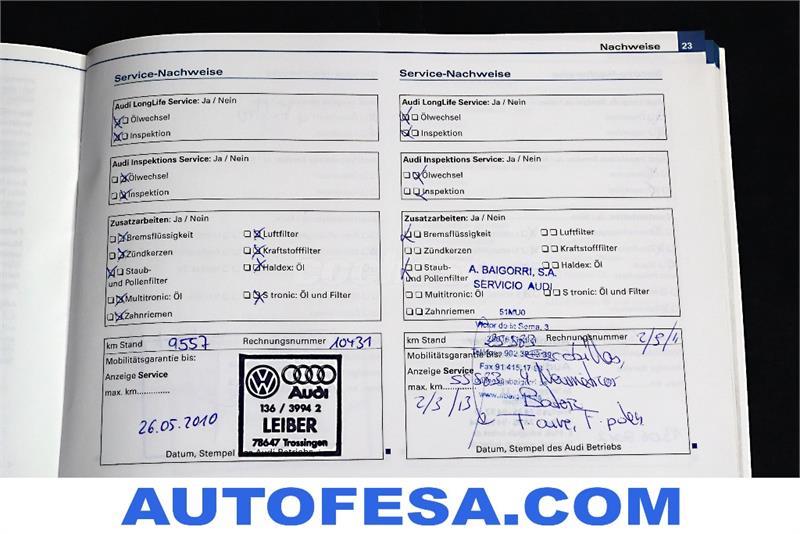 Nachweise 23
Service-Nachweise
Audi LongLife Service: Ja / Nein
Ölwechsel
Inspektion
Audi Inspektions Service: Ja / Nein
Ölwechsel
Inspektion
Zusatzarbeiten: Ja / Nein
Bremsflüssigkeit
Luftfilter
Zündkerzen
Kraftstofffilter
Staub-
und Pollenfilter
Haldex: Öl
Multitronic: Öl
S tronic: Öl und Filter
Zahnriemen
km Stand 9557 Rechnungsnummer 10431
Mobilitätsgarantie bis:
Anzeige Service
max. km
26.05.2010
Audi
136 / 3994 2
LEIBER
78647 Trossingen
Datum, Stempel des Audi Betriebs
Service-Nachweise
Audi LongLife Service: Ja / Nein
Ölwechsel
Inspektion
Audi Inspektions Service: Ja / Nein
Ölwechsel
Inspektion
Zusatzarbeiten: Ja / Nein
Bremsflüssigkeit
Luftfilter
Zündkerzen
Kraftstofffilter
Staub-
und Pollenfilter
Haldex: Öl
A. BAIGORRI, S.A.
SERVICIO AUDI
Multitronic: Öl
S tronic: Öl und Filter
Zahnriemen
51MU0
km Stand Rechnungsnummer
Mobilitätsgarantie bis:
Anzeige Service
Fax 91 415
max. km
2/3/13
Datum, Stempel des Audi Betriebs
AUTOFESA.COM